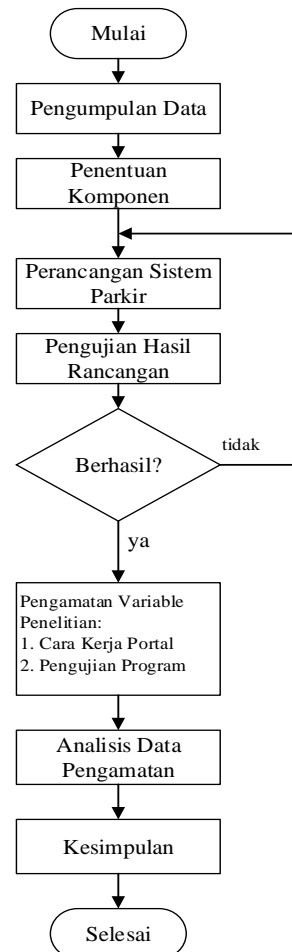 Mulai
Pengumpulan Data
Penentuan
Komponen
Perancangan Sistem
Parkir
Pengujian Hasil
Rancangan
Berhasil?
tidak
ya
Pengamatan Variable
Penelitian:
1. Cara Kerja Portal
2. Pengujian Program
Analisis Data
Pengamatan
Kesimpulan
Selesai